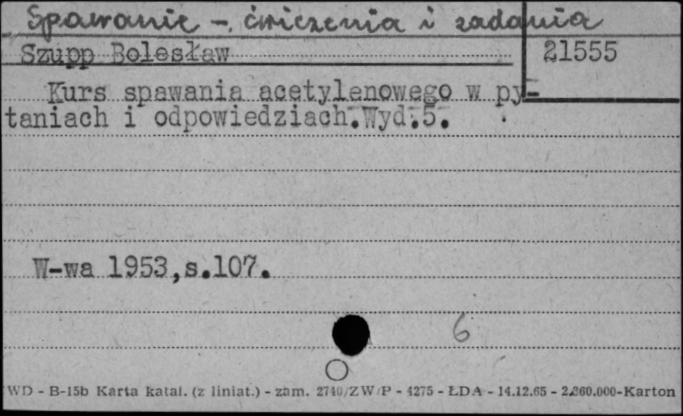 Spawanie - ćwiczenia i zadania
Szupp Bolesław
21555
Kurs spawania acetylenowego w py-
taniach i odpowiedziach.Wyd.5.
W-wa 1953,s.107.
6
WD - B-15b Karta katal. (z liniat.) - zam. 2740/ZW/P - 4275 - ŁDA - 14.12.65 - 2.260.000-Karton